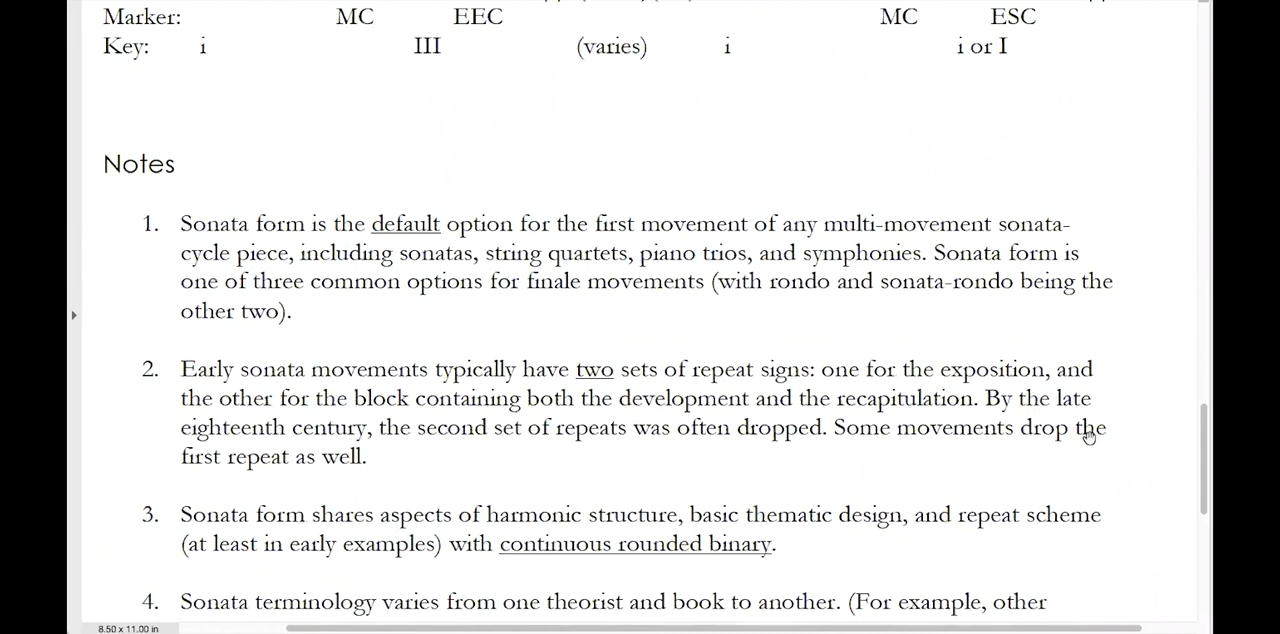 Marker: MC EEC MC ESC
Key: i III (varies) i i or I
Notes
1. Sonata form is the default option for the first movement of any multi-movement sonata-
cycle piece, including sonatas, string quartets, piano trios, and symphonies. Sonata form is
one of three common options for finale movements (with rondo and sonata-rondo being the
other two).
2. Early sonata movements typically have two sets of repeat signs: one for the exposition, and
the other for the block containing both the development and the recapitulation. By the late
eighteenth century, the second set of repeats was often dropped. Some movements drop the
first repeat as well.
3. Sonata form shares aspects of harmonic structure, basic thematic design, and repeat scheme
(at least in early examples) with continuous rounded binary.
4. Sonata terminology varies from one theorist and book to another. (For example, other
8.50 x 11.00 in